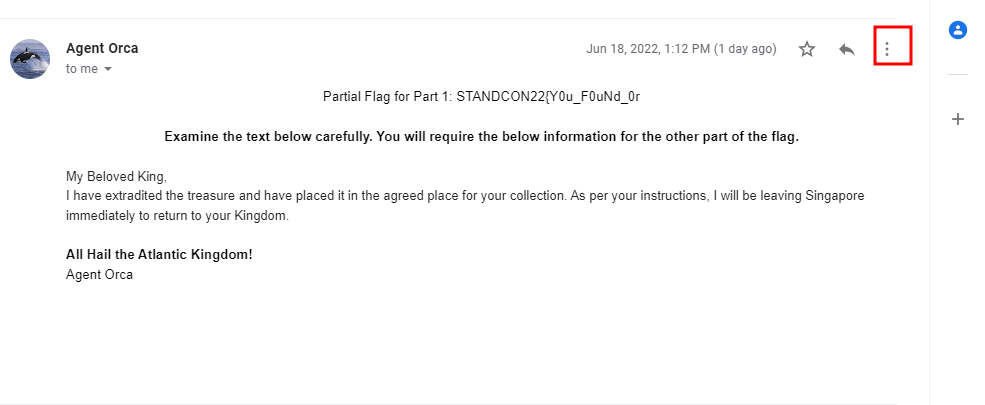 Agent Orca
Jun 18, 2022, 1:12 PM (1 day ago)
to me
Partial Flag for Part 1: STANDCON22{Y0u_F0uNd_0r
Examine the text below carefully. You will require the below information for the other part of the flag.
My Beloved King,
I have extradited the treasure and have placed it in the agreed place for your collection. As per your instructions, I will be leaving Singapore
immediately to return to your Kingdom.
All Hail the Atlantic Kingdom!
Agent Orca